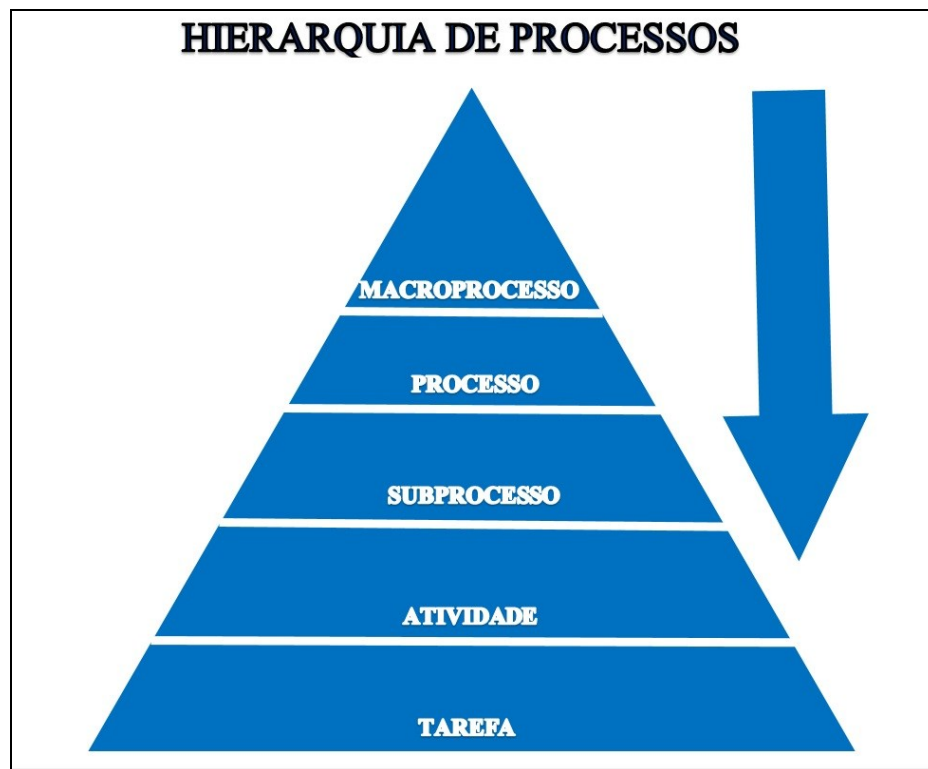 HIERARQUIA DE PROCESSOS
MACROPROCESSO
PROCESSO
SUBPROCESSO
ATIVIDADE
TAREFA